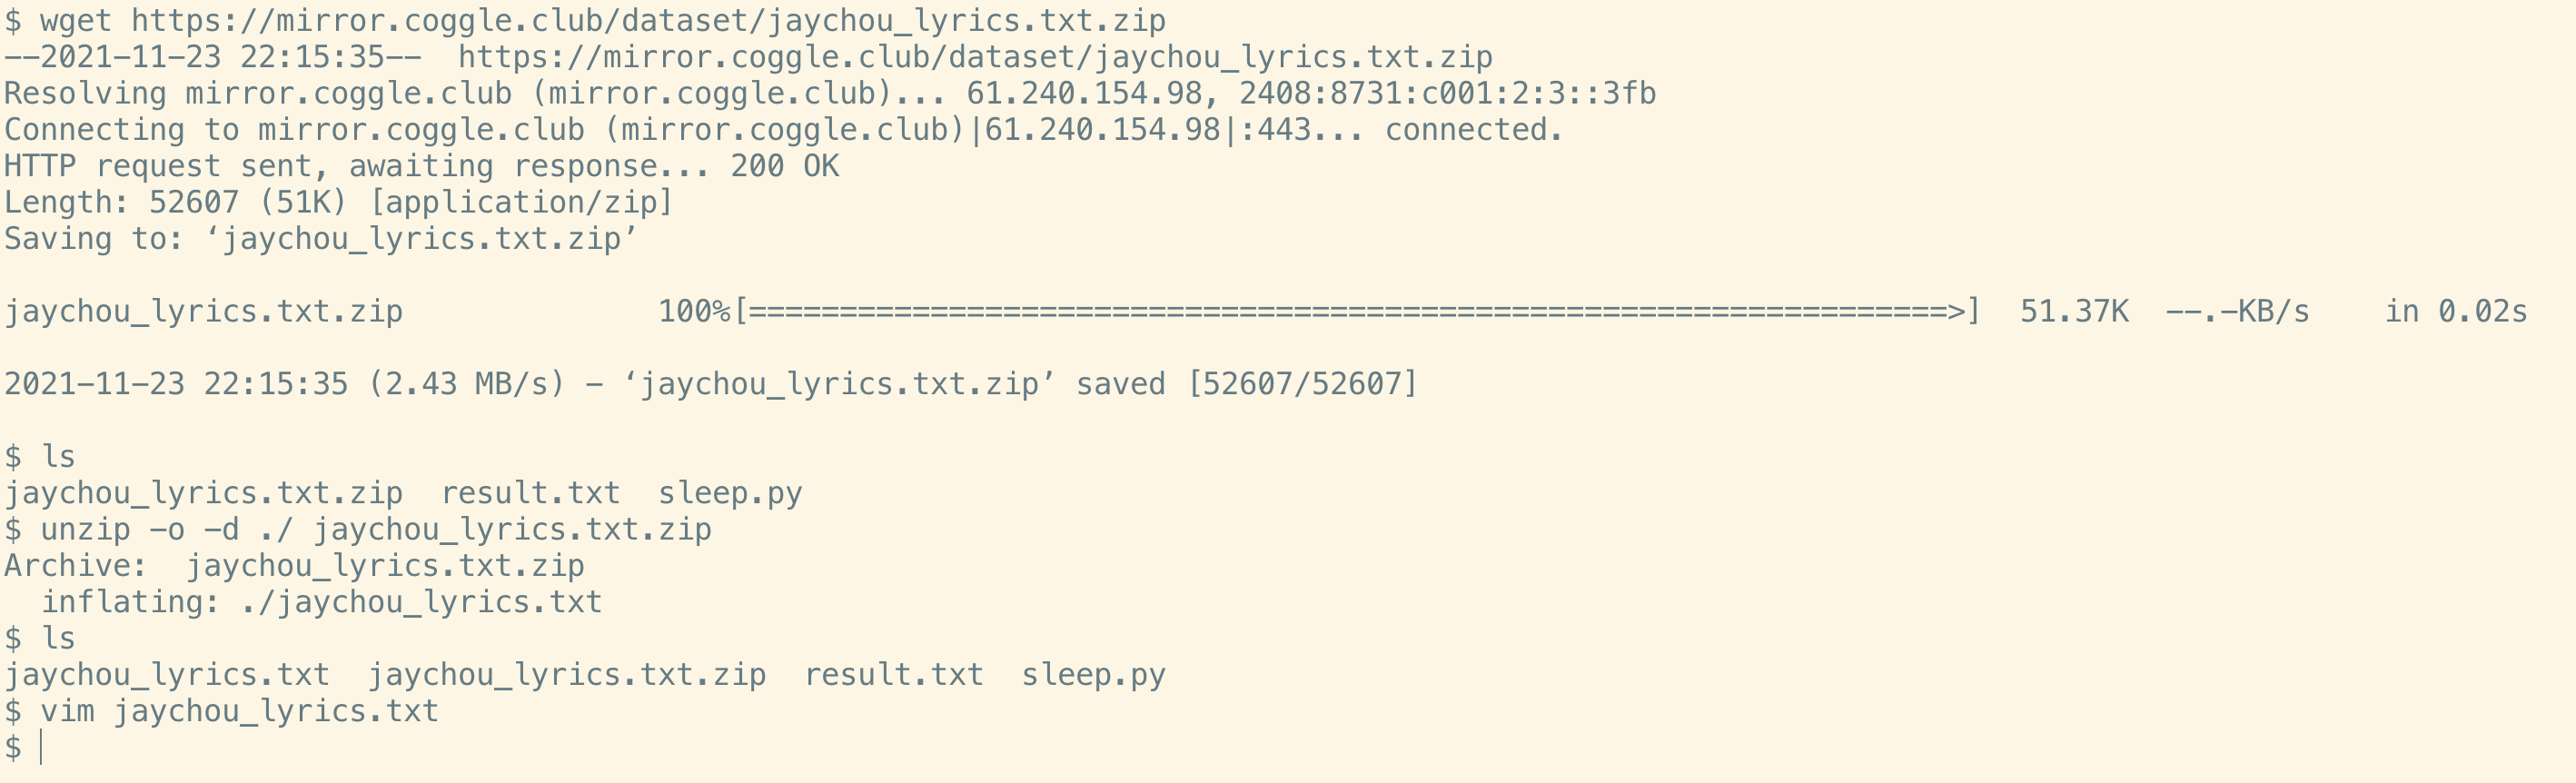 $ wget https://mirror.coggle.club/dataset/jaychou_lyrics.txt.zip
--2021-11-23 22:15:35--  https://mirror.coggle.club/dataset/jaychou_lyrics.txt.zip
Resolving mirror.coggle.club (mirror.coggle.club)... 61.240.154.98, 2408:8731:c001:2:3::3fb
Connecting to mirror.coggle.club (mirror.coggle.club)|61.240.154.98|:443... connected.
HTTP request sent, awaiting response... 200 OK
Length: 52607 (51K) [application/zip]
Saving to: ‘jaychou_lyrics.txt.zip’
jaychou_lyrics.txt.zip              100%[==================================================================>]  51.37K  --.-KB/s    in 0.02s
2021-11-23 22:15:35 (2.43 MB/s) - ‘jaychou_lyrics.txt.zip’ saved [52607/52607]
$ ls
jaychou_lyrics.txt.zip  result.txt  sleep.py
$ unzip -o -d ./ jaychou_lyrics.txt.zip
Archive:  jaychou_lyrics.txt.zip
  inflating: ./jaychou_lyrics.txt
$ ls
jaychou_lyrics.txt  jaychou_lyrics.txt.zip  result.txt  sleep.py
$ vim jaychou_lyrics.txt
$